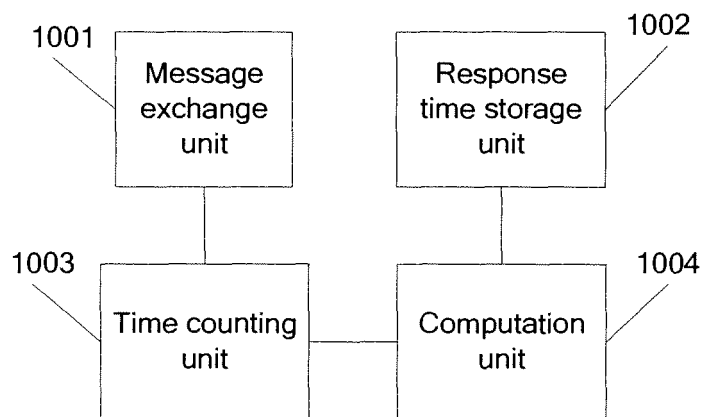 1001
Message
exchange
unit
1002
Response
time storage
unit
1003
Time counting
unit
1004
Computation
unit